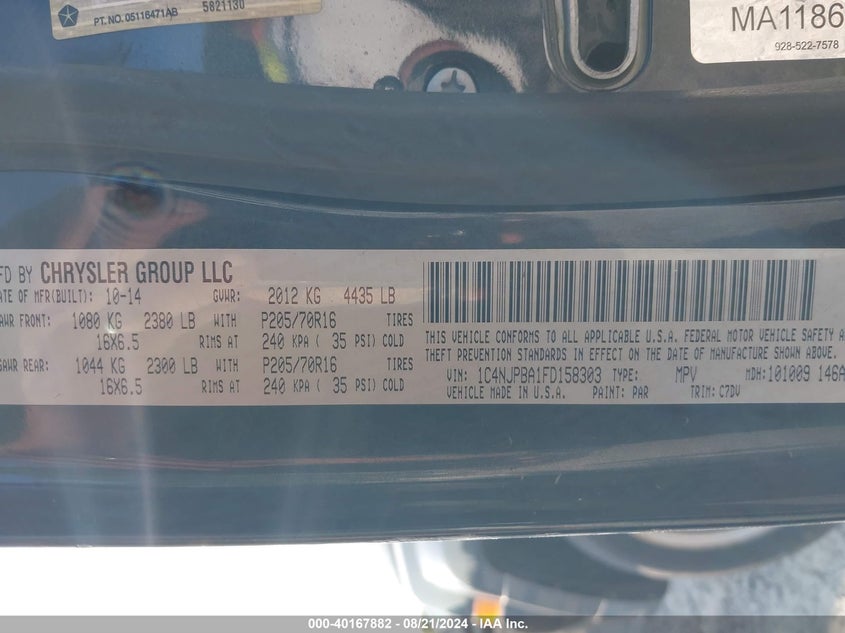 PT. NO. 05116471AB 5821130
MA1186
928-522-7578
FD BY CHRYSLER GROUP LLC
ATE OF MFR(BUILT): 10-14 GVWR: 2012 KG 4435 LB
AWR FRONT: 1080 KG 2380 LB WITH P205/70R16 TIRES
16X6.5 RIMS AT 240 KPA ( 35 PSI) COLD
GAWR REAR: 1044 KG 2300 LB WITH P205/70R16 TIRES
16X6.5 RIMS AT 240 KPA ( 35 PSI) COLD
THIS VEHICLE CONFORMS TO ALL APPLICABLE U.S.A. FEDERAL MOTOR VEHICLE SAFETY A
THEFT PREVENTION STANDARDS IN EFFECT ON THE DATE OF MANUFACTURE SHOWN ABOVE.
VIN: 1C4NJPBA1FD158303 TYPE: MPV MDH: 101009 146A
VEHICLE MADE IN U.S.A. PAINT: PAR TRIM: C7DV
000-40167882 - 08/21/2024 - © IAA Inc.